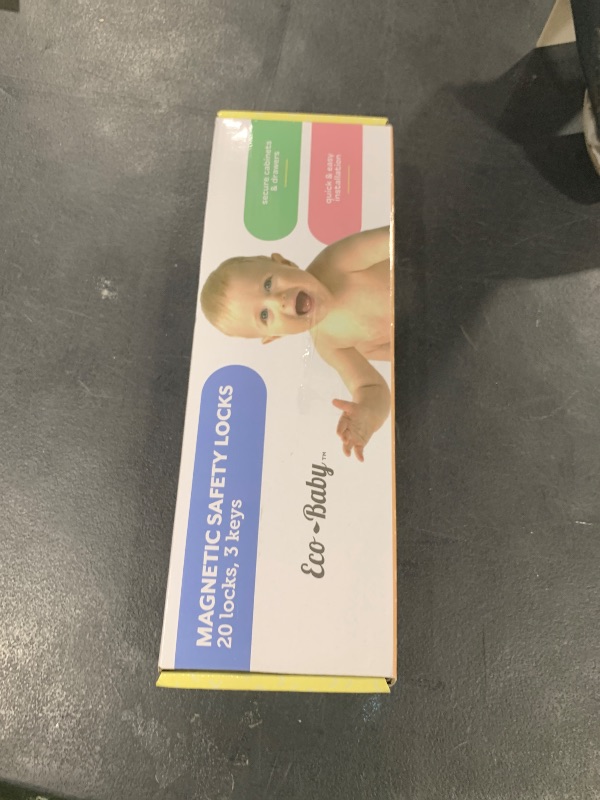 MAGNETIC SAFETY LOCKS
20 locks, 3 keys
Eco-Baby™
secure cabinets
& drawers
quick & easy
installation